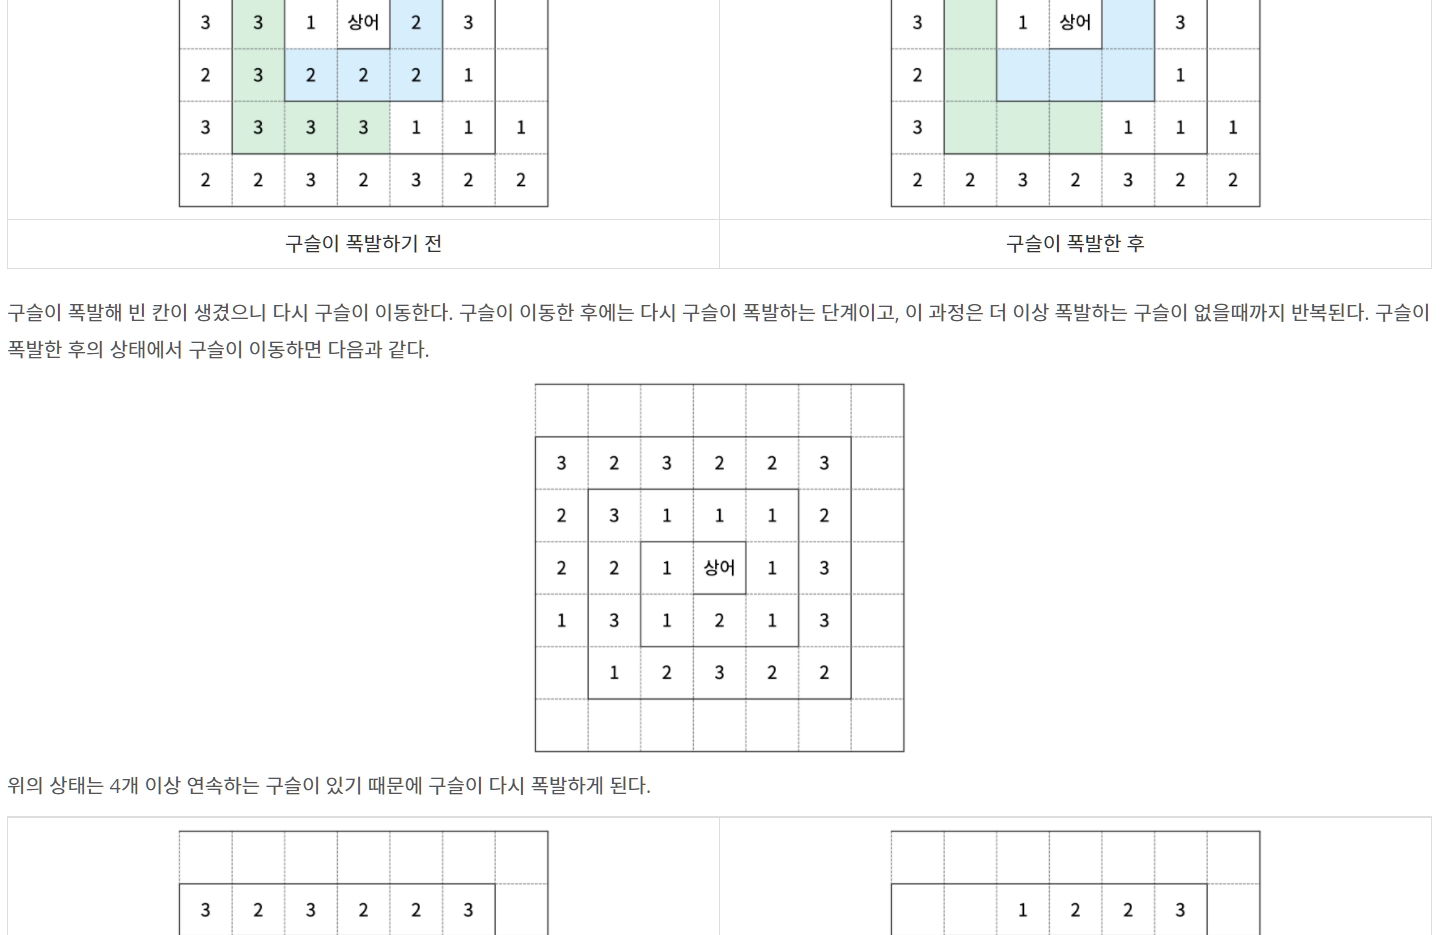 3 3 1 상어 2 3
2 3 2 2 2 1
3 3 3 3 1 1 1
2 2 3 2 3 2 2
구슬이 폭발하기 전
3 1 상어 3
2 1
3 1 1 1
2 2 3 2 3 2 2
구슬이 폭발한 후
구슬이 폭발해 빈 칸이 생겼으니 다시 구슬이 이동한다. 구슬이 이동한 후에는 다시 구슬이 폭발하는 단계이고, 이 과정은 더 이상 폭발하는 구슬이 없을때까지 반복된다. 구슬이
폭발한 후의 상태에서 구슬이 이동하면 다음과 같다.
3 2 3 2 2 3
2 3 1 1 1 2
2 2 1 상어 1 3
1 3 1 2 1 3
1 2 3 2 2
위의 상태는 4개 이상 연속하는 구슬이 있기 때문에 구슬이 다시 폭발하게 된다.
3 2 3 2 2 3
1 2 2 3